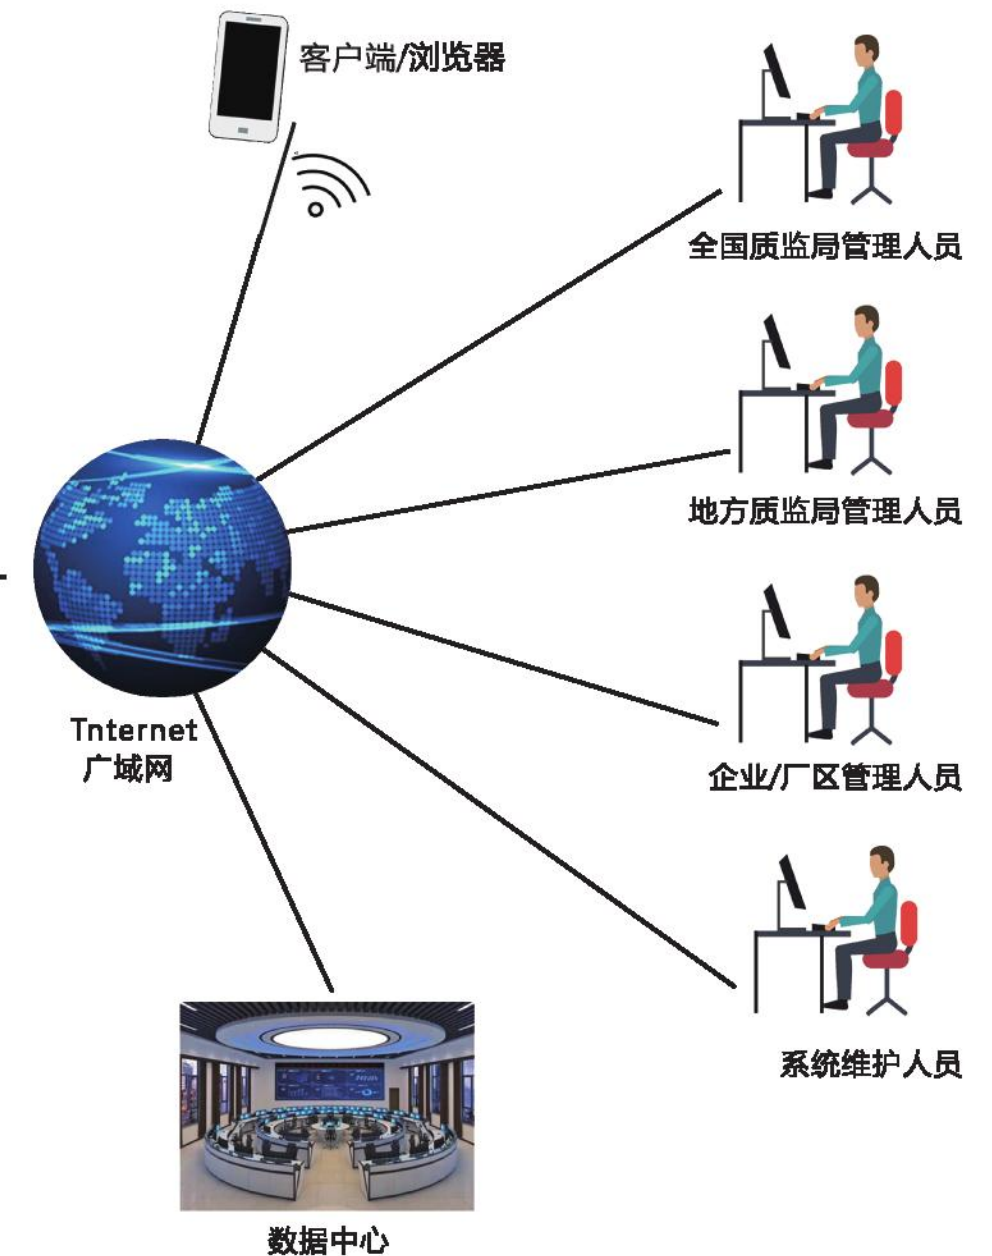 客户端/浏览器
全国质监局管理人员
地方质监局管理人员
Tnternet
广域网
企业/厂区管理人员
系统维护人员
数据中心